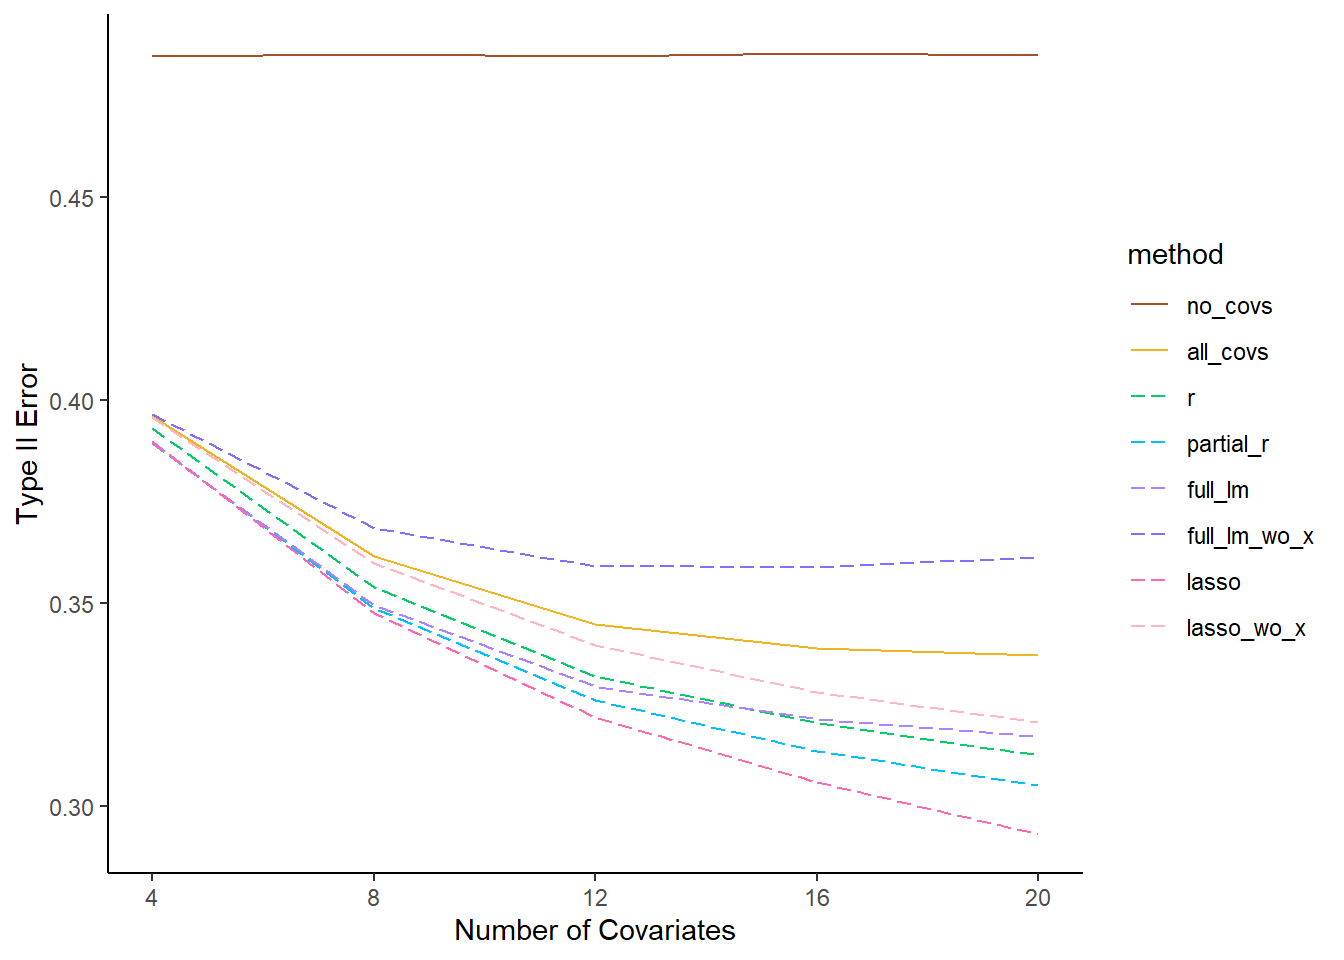 Type II Error
0.45
0.40
0.35
0.30
4
8
12
16
20
Number of Covariates
method
no_covs
all_covs
r
partial_r
full_lm
full_lm_wo_x
lasso
lasso_wo_x